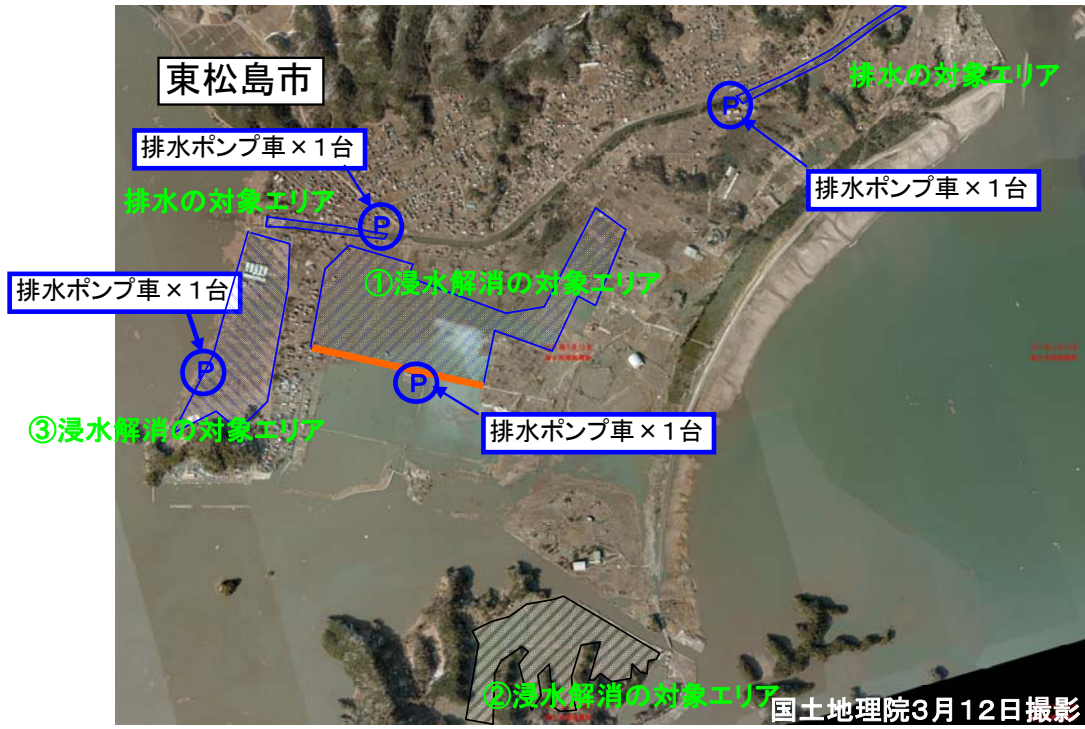 東松島市
排水の対象エリア
P
排水ポンプ車×１台
排水ポンプ車×１台
排水の対象エリア
P
①浸水解消の対象エリア
排水ポンプ車×１台
P
P
排水ポンプ車×１台
③浸水解消の対象エリア
②浸水解消の対象エリア
国土地理院3月12日撮影